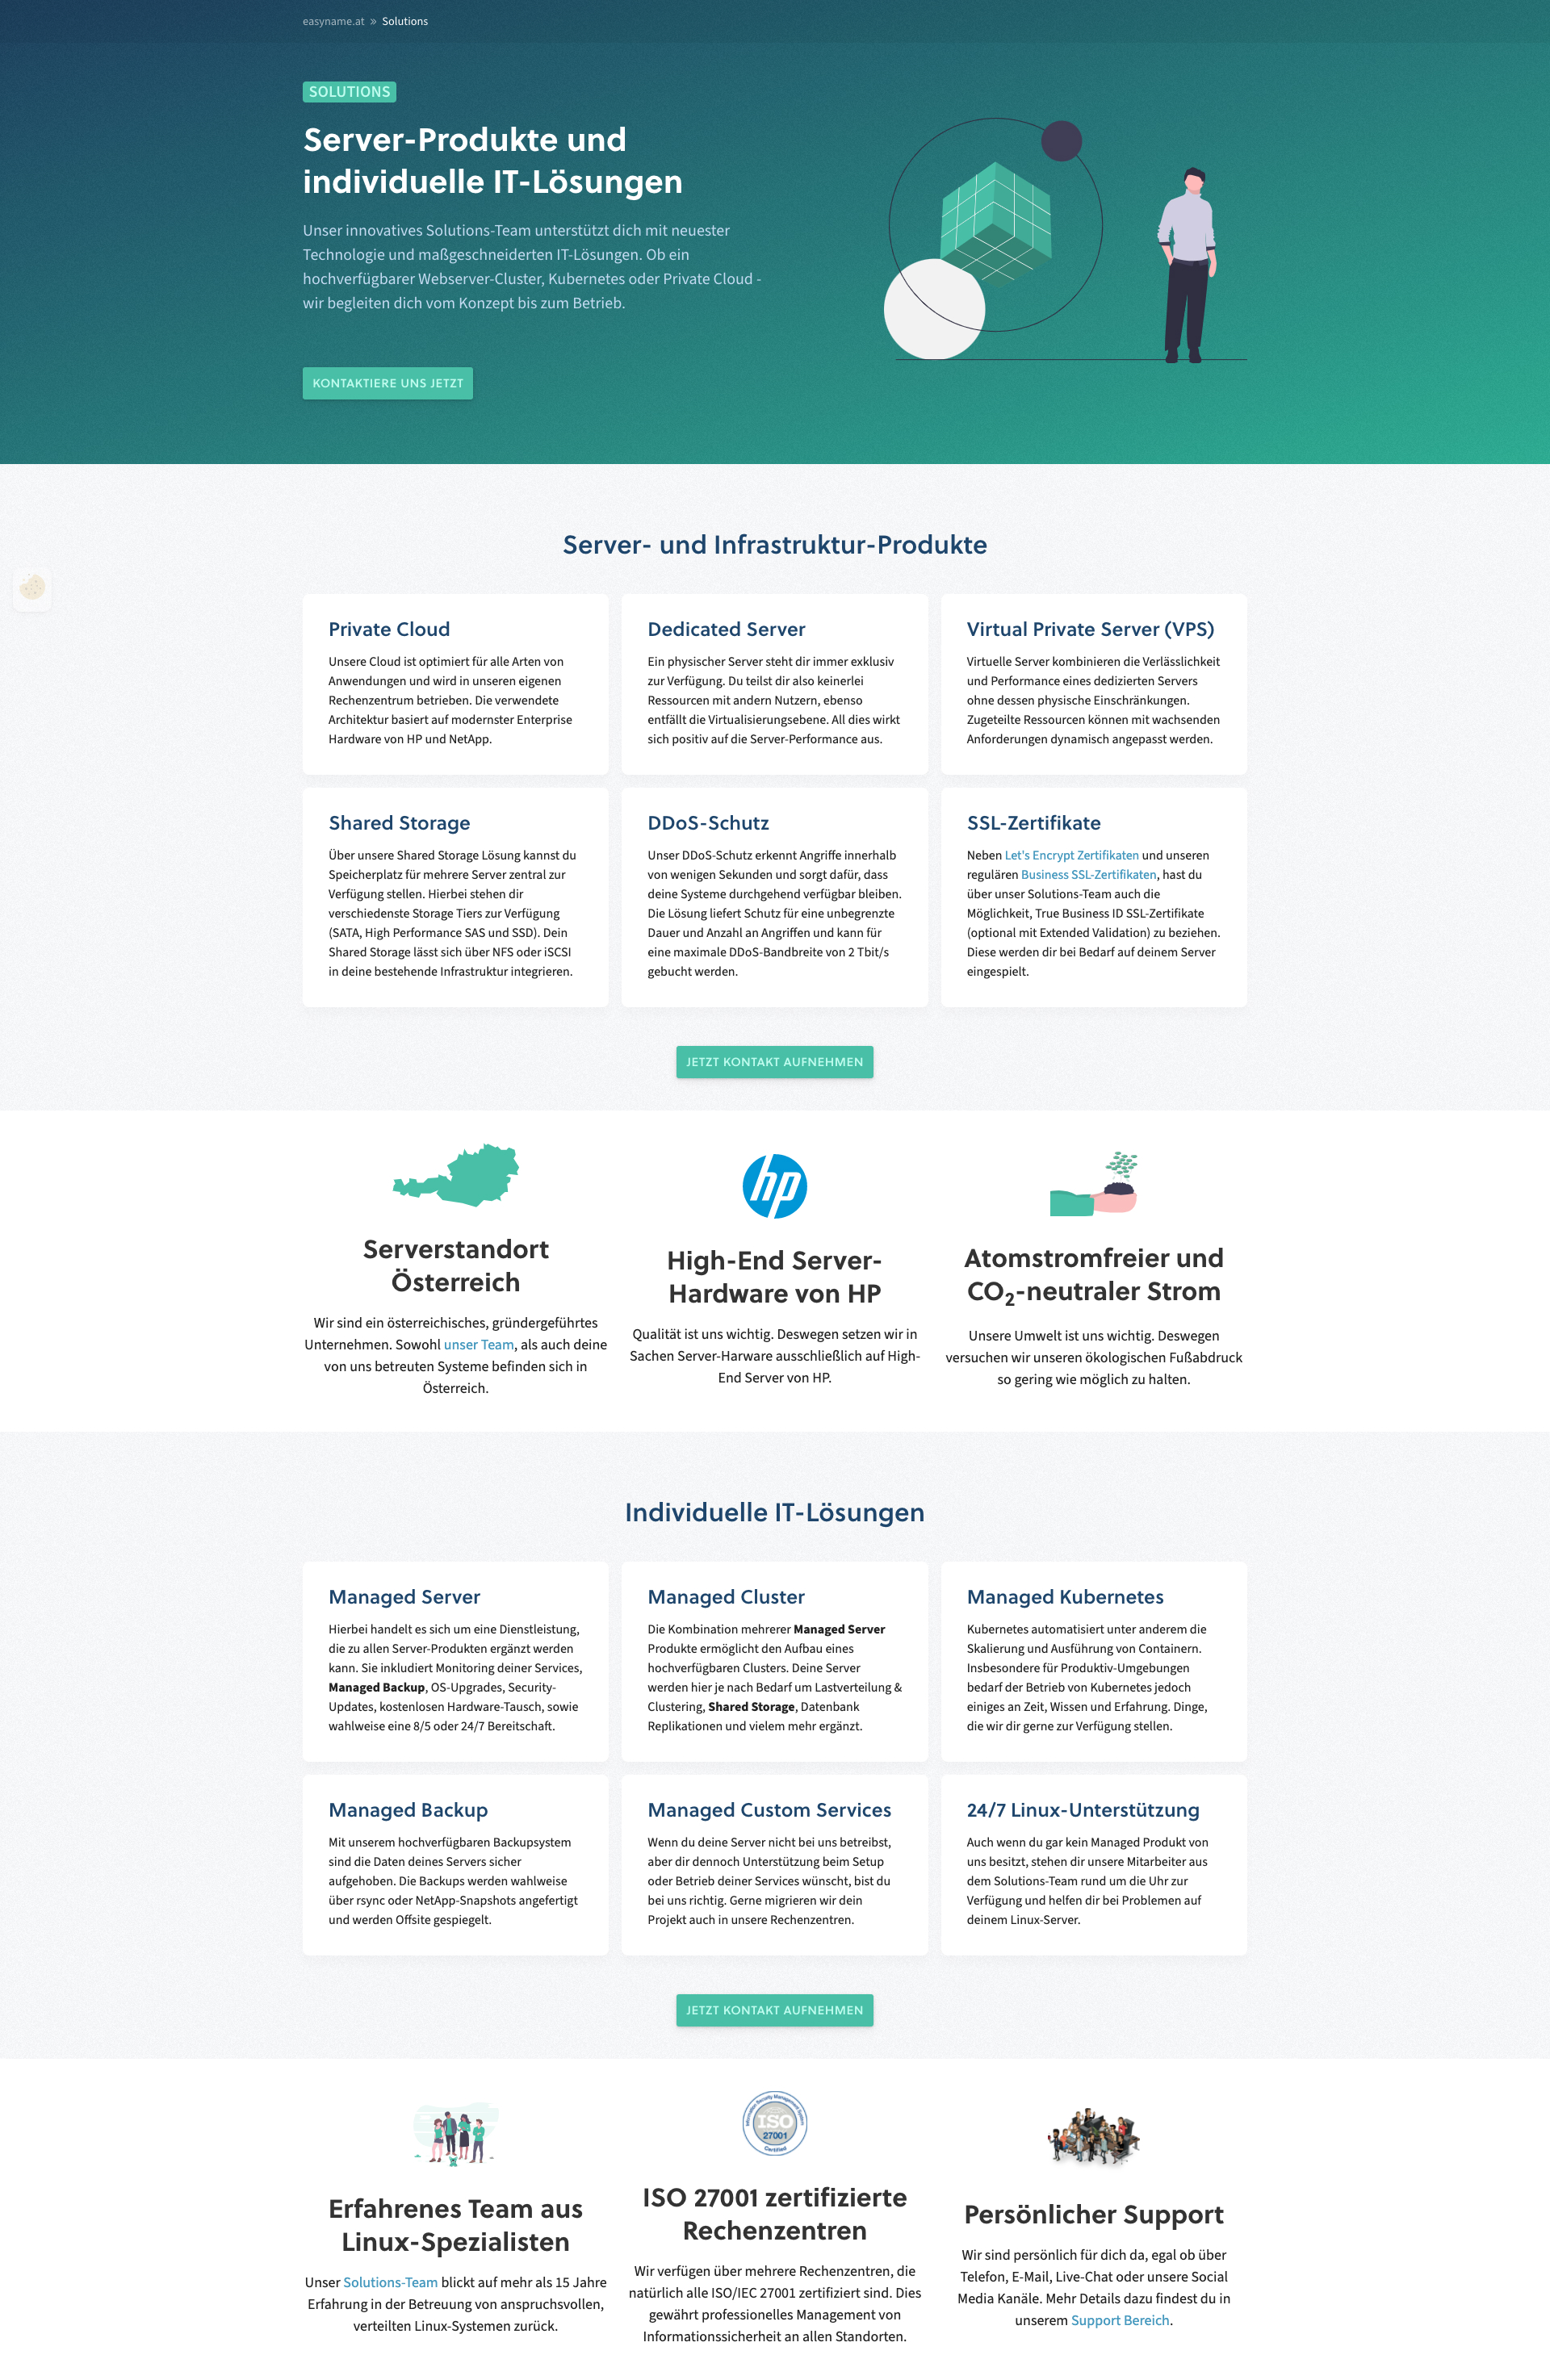 easyname.at » Solutions
SOLUTIONS
Server-Produkte und
individuelle IT-Lösungen
Unser innovatives Solutions-Team unterstützt dich mit neuester
Technologie und maßgeschneiderten IT-Lösungen. Ob ein
hochverfügbarer Webserver-Cluster, Kubernetes oder Private Cloud -
wir begleiten dich vom Konzept bis zum Betrieb.
KONTAKTIERE UNS JETZT
Server- und Infrastruktur-Produkte
Private Cloud
Unsere Cloud ist optimiert für alle Arten von
Anwendungen und wird in unseren eigenen
Rechenzentrum betrieben. Die verwendete
Architektur basiert auf modernster Enterprise
Hardware von HP und NetApp.
Dedicated Server
Ein physischer Server steht dir immer exklusiv
zur Verfügung. Du teilst dir also keinerlei
Ressourcen mit andern Nutzern, ebenso
entfällt die Virtualisierungsebene. All dies wirkt
sich positiv auf die Server-Performance aus.
Virtual Private Server (VPS)
Virtuelle Server kombinieren die Verlässlichkeit
und Performance eines dedizierten Servers
ohne dessen physische Einschränkungen.
Zugeteilte Ressourcen können mit wachsenden
Anforderungen dynamisch angepasst werden.
Shared Storage
Über unsere Shared Storage Lösung kannst du
Speicherplatz für mehrere Server zentral zur
Verfügung stellen. Hierbei stehen dir
verschiedenste Storage Tiers zur Verfügung
(SATA, High Performance SAS und SSD). Dein
Shared Storage lässt sich über NFS oder iSCSI
in deine bestehende Infrastruktur integrieren.
DDoS-Schutz
Unser DDoS-Schutz erkennt Angriffe innerhalb
von wenigen Sekunden und sorgt dafür, dass
deine Systeme durchgehend verfügbar bleiben.
Die Lösung liefert Schutz für eine unbegrenzte
Dauer und Anzahl an Angriffen und kann für
eine maximale DDoS-Bandbreite von 2 Tbit/s
gebucht werden.
SSL-Zertifikate
Neben Let's Encrypt Zertifikaten und unseren
regulären Business SSL-Zertifikaten, hast du
über unser Solutions-Team auch die
Möglichkeit, True Business ID SSL-Zertifikate
(optional mit Extended Validation) zu beziehen.
Diese werden dir bei Bedarf auf deinem Server
eingespielt.
JETZT KONTAKT AUFNEHMEN
Serverstandort
Österreich
Wir sind ein österreichisches, gründergeführtes
Unternehmen. Sowohl unser Team, als auch deine
von uns betreuten Systeme befinden sich in
Österreich.
hp
High-End Server-
Hardware von HP
Qualität ist uns wichtig. Deswegen setzen wir in
Sachen Server-Harware ausschließlich auf High-
End Server von HP.
Atomstromfreier und
CO₂-neutraler Strom
Unsere Umwelt ist uns wichtig. Deswegen
versuchen wir unseren ökologischen Fußabdruck
so gering wie möglich zu halten.
Individuelle IT-Lösungen
Managed Server
Hierbei handelt es sich um eine Dienstleistung,
die zu allen Server-Produkten ergänzt werden
kann. Sie inkludiert Monitoring deiner Services,
Managed Backup, OS-Upgrades, Security-
Updates, kostenlosen Hardware-Tausch, sowie
wahlweise eine 8/5 oder 24/7 Bereitschaft.
Managed Cluster
Die Kombination mehrerer Managed Server
Produkte ermöglicht den Aufbau eines
hochverfügbaren Clusters. Deine Server
werden hier je nach Bedarf um Lastverteilung &
Clustering, Shared Storage, Datenbank
Replikationen und vielem mehr ergänzt.
Managed Kubernetes
Kubernetes automatisiert unter anderem die
Skalierung und Ausführung von Containern.
Insbesondere für Produktiv-Umgebungen
bedarf der Betrieb von Kubernetes jedoch
einiges an Zeit, Wissen und Erfahrung. Dinge,
die wir dir gerne zur Verfügung stellen.
Managed Backup
Mit unserem hochverfügbaren Backupsystem
sind die Daten deines Servers sicher
aufgehoben. Die Backups werden wahlweise
über rsync oder NetApp-Snapshots angefertigt
und werden Offsite gespiegelt.
Managed Custom Services
Wenn du deine Server nicht bei uns betreibst,
aber dir dennoch Unterstützung beim Setup
oder Betrieb deiner Services wünscht, bist du
bei uns richtig. Gerne migrieren wir dein
Projekt auch in unsere Rechenzentren.
24/7 Linux-Unterstützung
Auch wenn du gar kein Managed Produkt von
uns besitzt, stehen dir unsere Mitarbeiter aus
dem Solutions-Team rund um die Uhr zur
Verfügung und helfen dir bei Problemen auf
deinem Linux-Server.
JETZT KONTAKT AUFNEHMEN
Erfahrenes Team aus
Linux-Spezialisten
Unser Solutions-Team blickt auf mehr als 15 Jahre
Erfahrung in der Betreuung von anspruchsvollen,
verteilten Linux-Systemen zurück.
Information Security Management System
ISO
27001
Certified
ISO 27001 zertifizierte
Rechenzentren
Wir verfügen über mehrere Rechenzentren, die
natürlich alle ISO/IEC 27001 zertifiziert sind. Dies
gewährt professionelles Management von
Informationssicherheit an allen Standorten.
Persönlicher Support
Wir sind persönlich für dich da, egal ob über
Telefon, E-Mail, Live-Chat oder unsere Social
Media Kanäle. Mehr Details dazu findest du in
unserem Support Bereich.